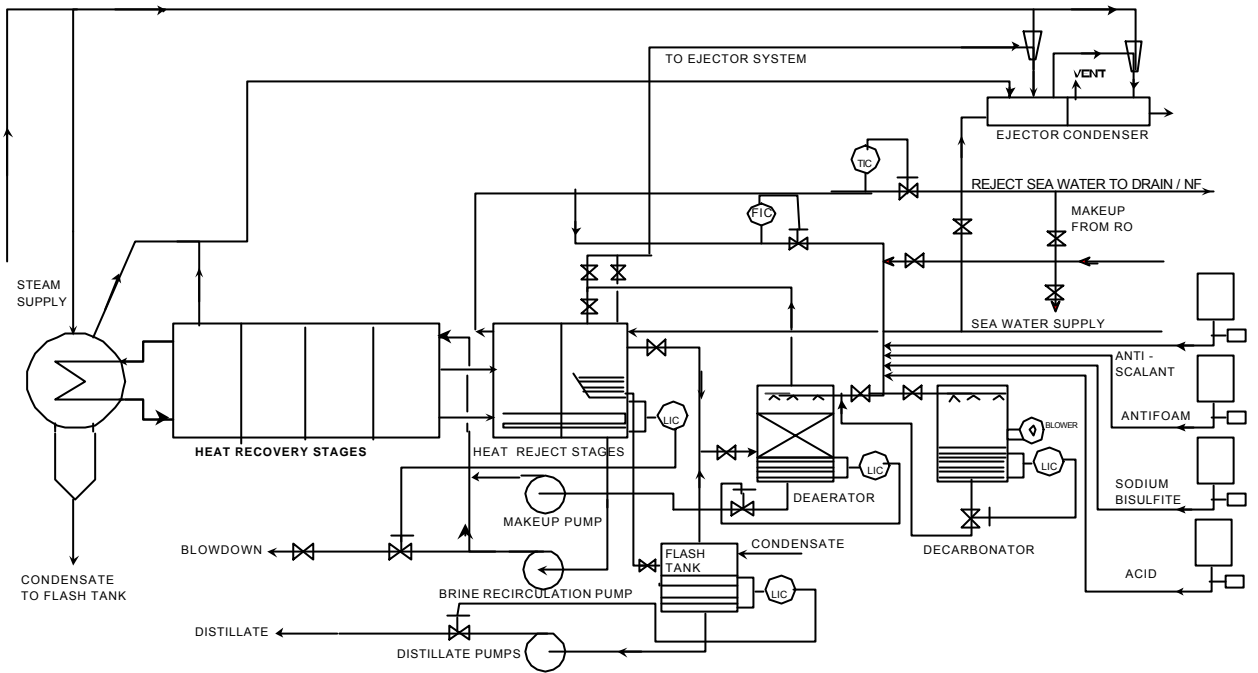 TO EJECTOR SYSTEM
VENT
EJECTOR CONDENSER
TIC
REJECT SEA WATER TO DRAIN / NF
FIC
MAKEUP
FROM RO
STEAM
SUPPLY
SEA WATER SUPPLY
ANTI -
SCALANT
LIC
ANTIFOAM
BLOWER
HEAT RECOVERY STAGES
HEAT REJECT STAGES
LIC
LIC
DEAERATOR
SODIUM
BISULFITE
MAKEUP PUMP
BLOWDOWN
FLASH
TANK
CONDENSATE
DECARBONATOR
CONDENSATE
TO FLASH TANK
ACID
BRINE RECIRCULATION PUMP
LIC
DISTILLATE
DISTILLATE PUMPS